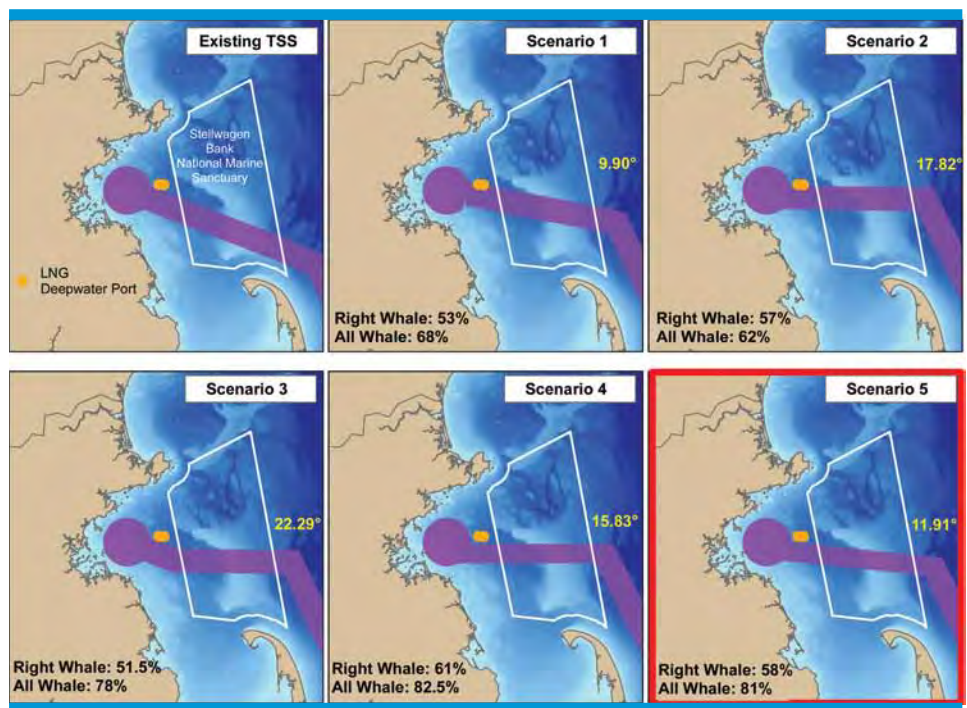 Existing TSS
Stellwagen
Bank
National Marine
Sanctuary
LNG
Deepwater Port
Scenario 1
9.90°
Right Whale: 53%
All Whale: 68%
Scenario 2
17.82°
Right Whale: 57%
All Whale: 62%
Scenario 3
22.29°
Right Whale: 51.5%
All Whale: 78%
Scenario 4
15.83°
Right Whale: 61%
All Whale: 82.5%
Scenario 5
11.91°
Right Whale: 58%
All Whale: 81%